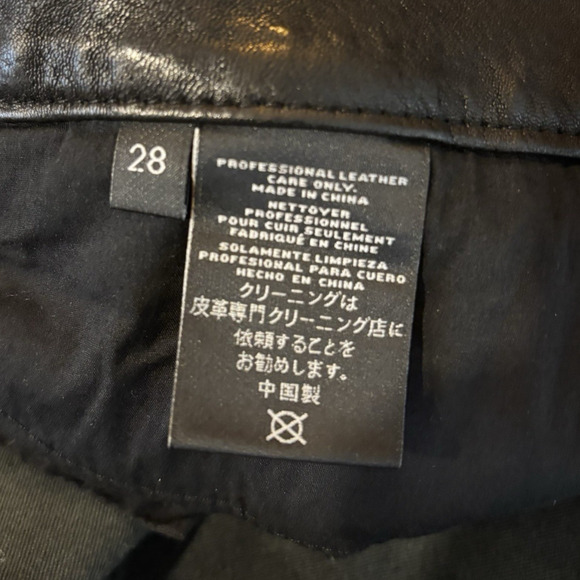 28
PROFESSIONAL LEATHER
CARE ONLY.
MADE IN CHINA
NETTOYER
PROFESSIONNEL
POUR CUIR SEULEMENT
FABRIQUÉ EN CHINE
SOLAMENTE LIMPIEZA
PROFESIONAL PARA CUERO
HECHO EN CHINA
クリーニングは
皮革専門クリーニング店に
依頼することを
お勧めします。
中国製